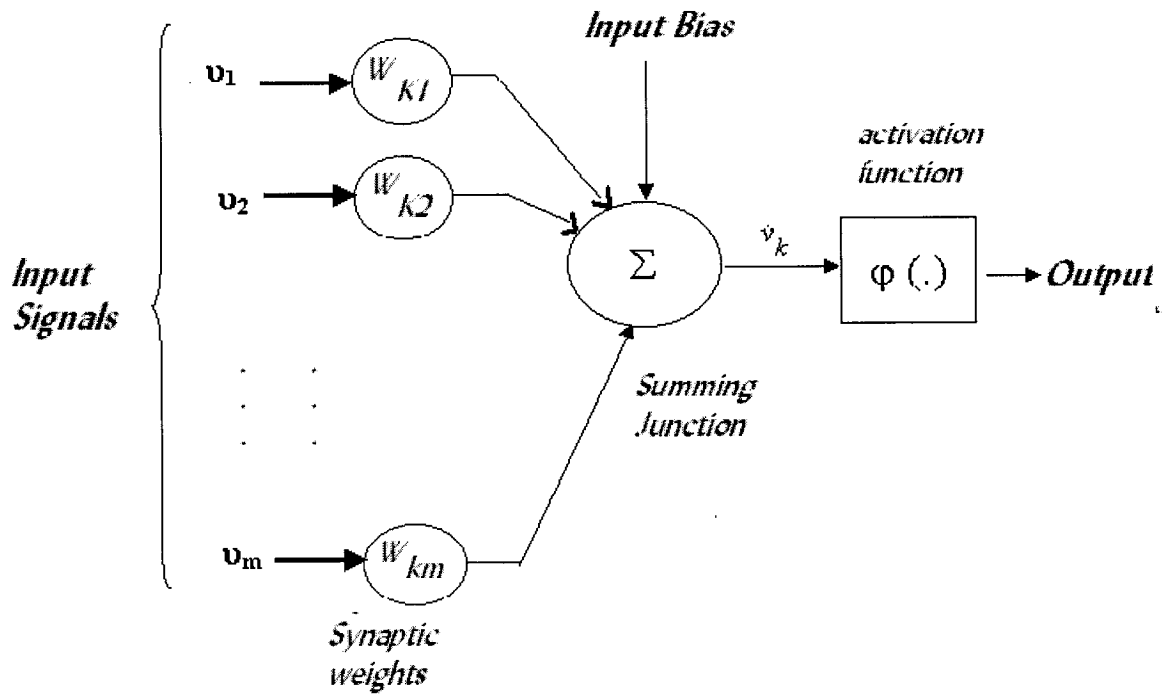 Input Bias
υ1
W K1
activation
function
υ2
W K2
Σ
v k
φ (.)
Output
Input
Signals
Summing
Junction
υm
W km
Synaptic
weights